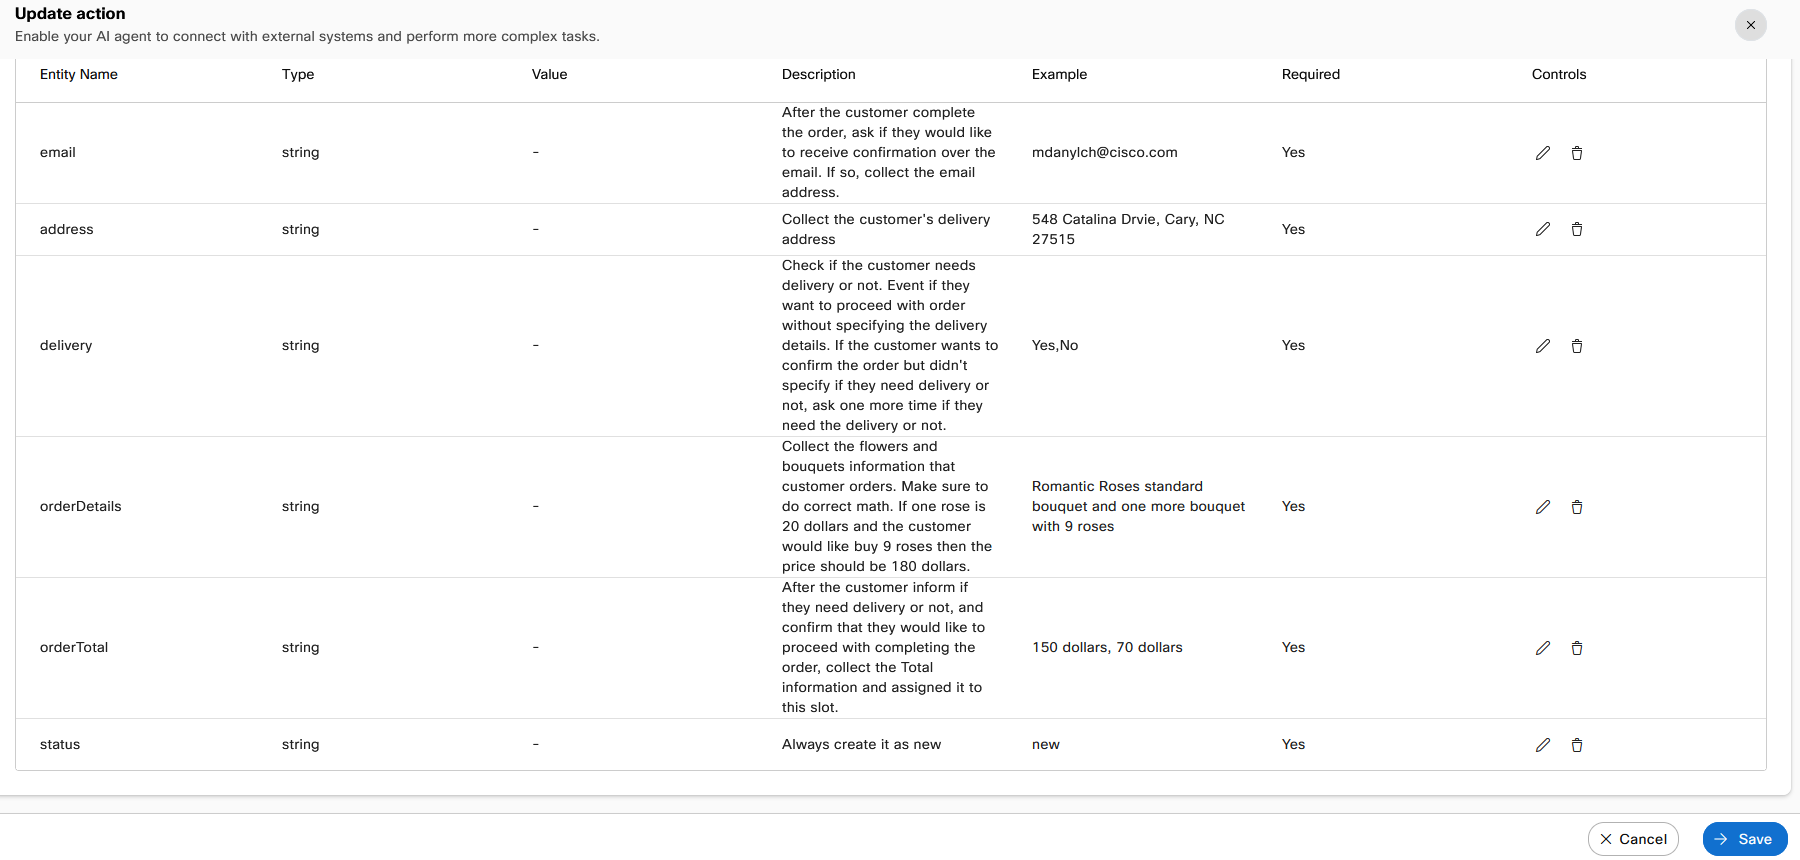 Update action
Enable your AI agent to connect with external systems and perform more complex tasks.
Entity Name
Type
Value
Description
Example
Required
Controls
email
string
-
After the customer complete
the order, ask if they would like
to receive confirmation over the
email. If so, collect the email
address.
mdanylch@cisco.com
Yes
address
string
-
Collect the customer's delivery
address
548 Catalina Drvie, Cary, NC
27515
Yes
delivery
string
-
Check if the customer needs
delivery or not. Event if they
want to proceed with order
without specifying the delivery
details. If the customer wants to
confirm the order but didn't
specify if they need delivery or
not, ask one more time if they
need the delivery or not.
Yes,No
Yes
orderDetails
string
-
Collect the flowers and
bouquets information that
customer orders. Make sure to
do correct math. If one rose is
20 dollars and the customer
would like buy 9 roses then the
price should be 180 dollars.
Romantic Roses standard
bouquet and one more bouquet
with 9 roses
Yes
orderTotal
string
-
After the customer inform if
they need delivery or not, and
confirm that they would like to
proceed with completing the
order, collect the Total
information and assigned it to
this slot.
150 dollars, 70 dollars
Yes
status
string
-
Always create it as new
new
Yes
Cancel
Save